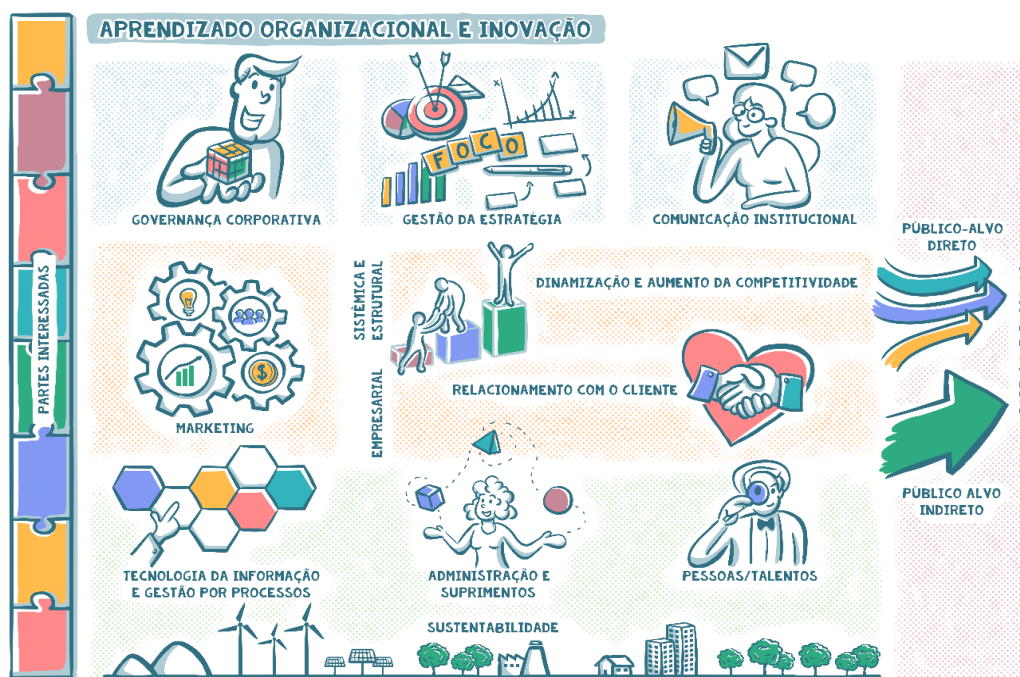 APRENDIZADO ORGANIZACIONAL E INOVAÇÃO
PARTES INTERESSADAS
GOVERNANÇA CORPORATIVA
X
X
FOCO
GESTÃO DA ESTRATÉGIA
COMUNICAÇÃO INSTITUCIONAL
PÚBLICO-ALVO
DIRETO
$
MARKETING
SISTÊMICA E
ESTRUTURAL
DINAMIZAÇÃO E AUMENTO DA COMPETITIVIDADE
EMPRESARIAL
RELACIONAMENTO COM O CLIENTE
PÚBLICO ALVO
INDIRETO
TECNOLOGIA DA INFORMAÇÃO
E GESTÃO POR PROCESSOS
ADMINISTRAÇÃO E
SUPRIMENTOS
PESSOAS/TALENTOS
SUSTENTABILIDADE